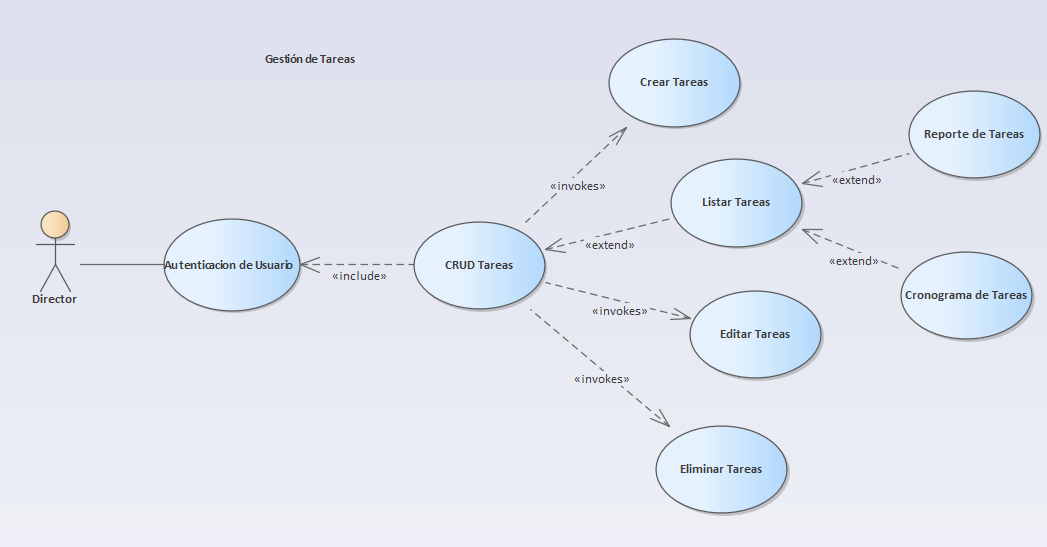 Gestión de Tareas
Crear Tareas
Reporte de Tareas
«invokes»
«extend»
Listar Tareas
«extend»
Director
Autenticacion de Usuario
«include»
CRUD Tareas
«extend»
Cronograma de Tareas
«invokes»
Editar Tareas
«invokes»
Eliminar Tareas